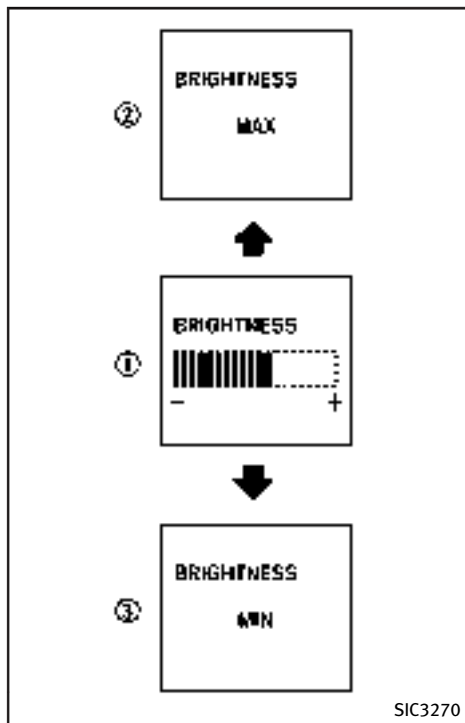 ②
BRIGHTNESS
MAX
①
BRIGHTNESS
- +
③
BRIGHTNESS
MIN
SIC3270